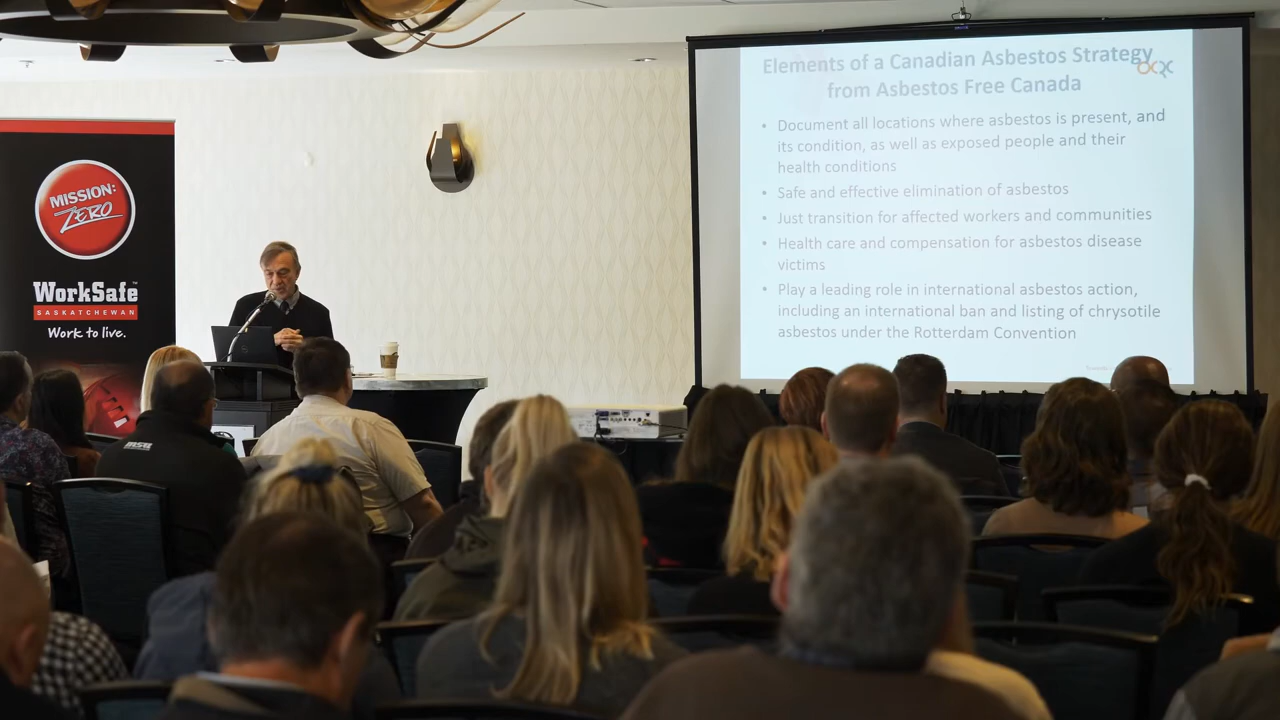 MISSION:
ZERO
WorkSafe™
SASKATCHEWAN
Work to live.
Elements of a Canadian Asbestos Strategy
from Asbestos Free Canada
• Document all locations where asbestos is present, and
its condition, as well as exposed people and their
health conditions
• Safe and effective elimination of asbestos
• Just transition for affected workers and communities
• Health care and compensation for asbestos disease
victims
• Play a leading role in international asbestos action,
including an international ban and listing of chrysotile
asbestos under the Rotterdam Convention